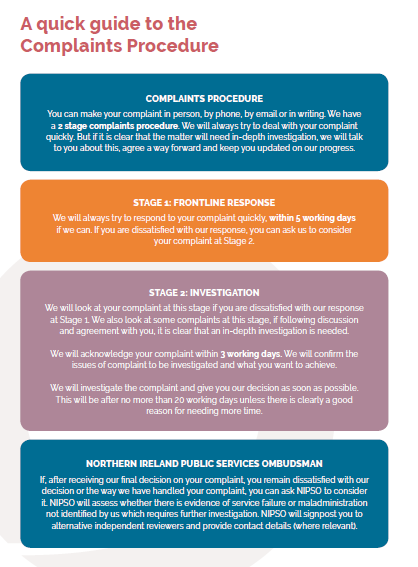 A quick guide to the
Complaints Procedure
COMPLAINTS PROCEDURE
You can make your complaint in person, by phone, by email or in writing. We have
a 2 stage complaints procedure. We will always try to deal with your complaint
quickly. But if it is clear that the matter will need in-depth investigation, we will talk
to you about this, agree a way forward and keep you updated on our progress.
STAGE 1: FRONTLINE RESPONSE
We will always try to respond to your complaint quickly, within 5 working days
if we can. If you are dissatisfied with our response, you can ask us to consider
your complaint at Stage 2.
STAGE 2: INVESTIGATION
We will look at your complaint at this stage if you are dissatisfied with our response
at Stage 1. We also look at some complaints at this stage, if following discussion
and agreement with you, it is clear that an in-depth investigation is needed.
We will acknowledge your complaint within 3 working days. We will confirm the
issues of complaint to be investigated and what you want to achieve.
We will investigate the complaint and give you our decision as soon as possible.
This will be after no more than 20 working days unless there is clearly a good
reason for needing more time.
NORTHERN IRELAND PUBLIC SERVICES OMBUDSMAN
If, after receiving our final decision on your complaint, you remain dissatisfied with our
decision or the way we have handled your complaint, you can ask NIPSO to consider
it. NIPSO will assess whether there is evidence of service failure or maladministration
not identified by us which requires further investigation. NIPSO will signpost you to
alternative independent reviewers and provide contact details (where relevant).